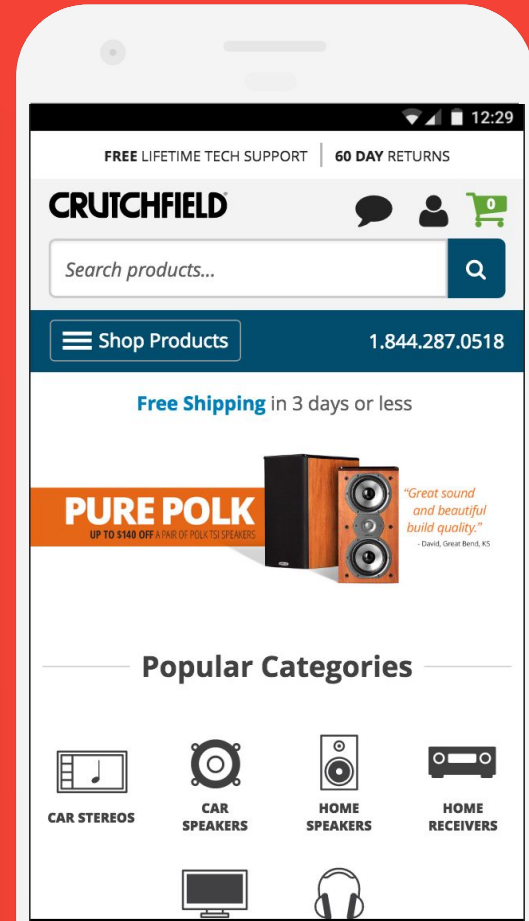 12:29
FREE LIFETIME TECH SUPPORT | 60 DAY RETURNS
CRUTCHFIELD
0
Search products...
Shop Products
1.844.287.0518
Free Shipping in 3 days or less
PURE POLK
UP TO $140 OFF A PAIR OF POLK TSI SPEAKERS
“Great sound
and beautiful
build quality.”
- David, Great Bend, KS
Popular Categories
CAR STEREOS
CAR
SPEAKERS
HOME
SPEAKERS
HOME
RECEIVERS